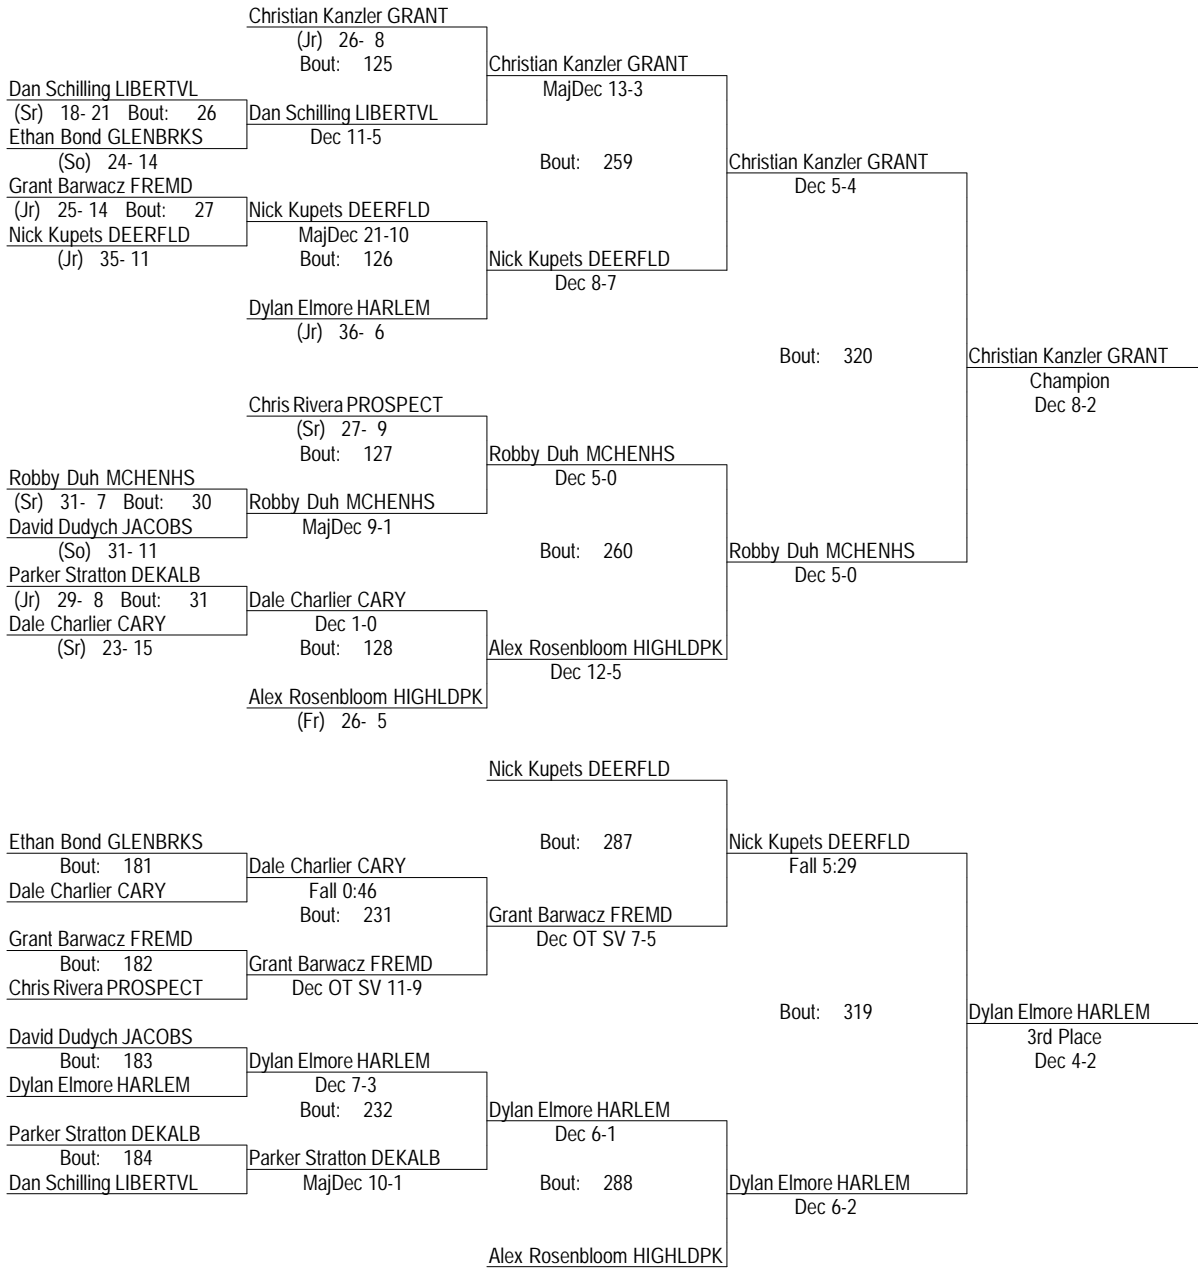 Christian Kanzler GRANT
(Jr) 26- 8
Bout: 125
Christian Kanzler GRANT
MajDec 13-3
Dan Schilling LIBERTVL
(Sr) 18- 21 Bout: 26
Dan Schilling LIBERTVL
Dec 11-5
Ethan Bond GLENBRKS
(So) 24- 14
Bout: 259
Christian Kanzler GRANT
Dec 5-4
Grant Barwacz FREMD
(Jr) 25- 14 Bout: 27
Nick Kupets DEERFLD
MajDec 21-10
Nick Kupets DEERFLD
(Jr) 35- 11
Bout: 126
Nick Kupets DEERFLD
Dec 8-7
Dylan Elmore HARLEM
(Jr) 36- 6
Bout: 320
Christian Kanzler GRANT
Champion
Dec 8-2
Chris Rivera PROSPECT
(Sr) 27- 9
Bout: 127
Robby Duh MCHENHS
Dec 5-0
Robby Duh MCHENHS
(Sr) 31- 7 Bout: 30
Robby Duh MCHENHS
MajDec 9-1
David Dudych JACOBS
(So) 31- 11
Bout: 260
Robby Duh MCHENHS
Dec 5-0
Parker Stratton DEKALB
(Jr) 29- 8 Bout: 31
Dale Charlier CARY
Dec 1-0
Dale Charlier CARY
(Sr) 23- 15
Bout: 128
Alex Rosenbloom HIGHLDPK
Dec 12-5
Alex Rosenbloom HIGHLDPK
(Fr) 26- 5
Nick Kupets DEERFLD
Bout: 287
Nick Kupets DEERFLD
Fall 5:29
Ethan Bond GLENBRKS
Bout: 181
Dale Charlier CARY
Fall 0:46
Dale Charlier CARY
Bout: 231
Grant Barwacz FREMD
Dec OT SV 7-5
Grant Barwacz FREMD
Bout: 182
Grant Barwacz FREMD
Dec OT SV 11-9
Chris Rivera PROSPECT
Bout: 319
Dylan Elmore HARLEM
3rd Place
Dec 4-2
David Dudych JACOBS
Bout: 183
Dylan Elmore HARLEM
Dec 7-3
Dylan Elmore HARLEM
Bout: 232
Dylan Elmore HARLEM
Dec 6-1
Parker Stratton DEKALB
Bout: 184
Parker Stratton DEKALB
MajDec 10-1
Dan Schilling LIBERTVL
Bout: 288
Dylan Elmore HARLEM
Dec 6-2
Alex Rosenbloom HIGHLDPK